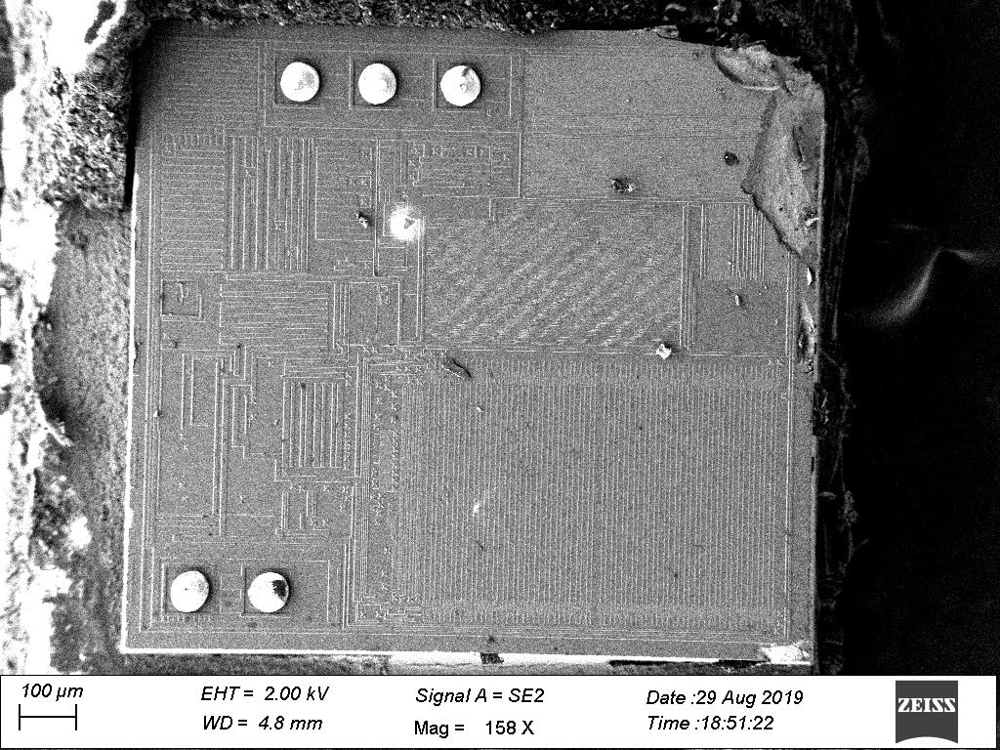 100 µm
EHT = 2.00 kV
Signal A = SE2
Date :29 Aug 2019
ZEISS
WD = 4.8 mm
Mag = 158 X
Time :18:51:22